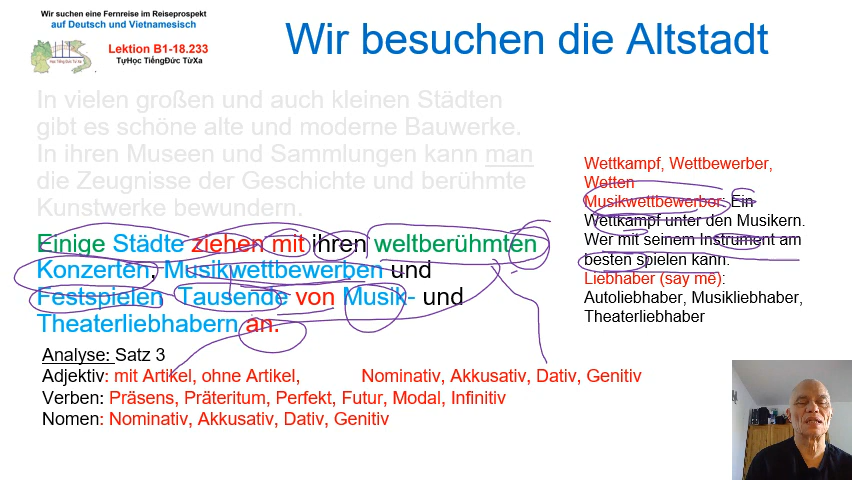 Wir suchen eine Fernreise im Reiseprospekt
auf Deutsch und Vietnamesisch
Lektion B1-18.233
TựHọc TiếngĐức TừXa
Học Tiếng Đức Từ Xa
Wir besuchen die Altstadt
In vielen großen und auch kleinen Städten
gibt es schöne alte und moderne Bauwerke.
In ihren Museen und Sammlungen kann man
die Zeugnisse der Geschichte und berühmte
Kunstwerke bewundern.
Einige Städte ziehen mit ihren weltberühmten
Konzerten, Musikwettbewerben und
Festspielen Tausende von Musik- und
Theaterliebhabern an.
Wettkampf, Wettbewerber,
Wetten
Musikwettbewerber: Ein
Wettkampf unter den Musikern.
Wer mit seinem Instrument am
besten spielen kann.
Liebhaber (say mê):
Autoliebhaber, Musikliebhaber,
Theaterliebhaber
Analyse: Satz 3
Adjektiv: mit Artikel, ohne Artikel, Nominativ, Akkusativ, Dativ, Genitiv
Verben: Präsens, Präteritum, Perfekt, Futur, Modal, Infinitiv
Nomen: Nominativ, Akkusativ, Dativ, Genitiv